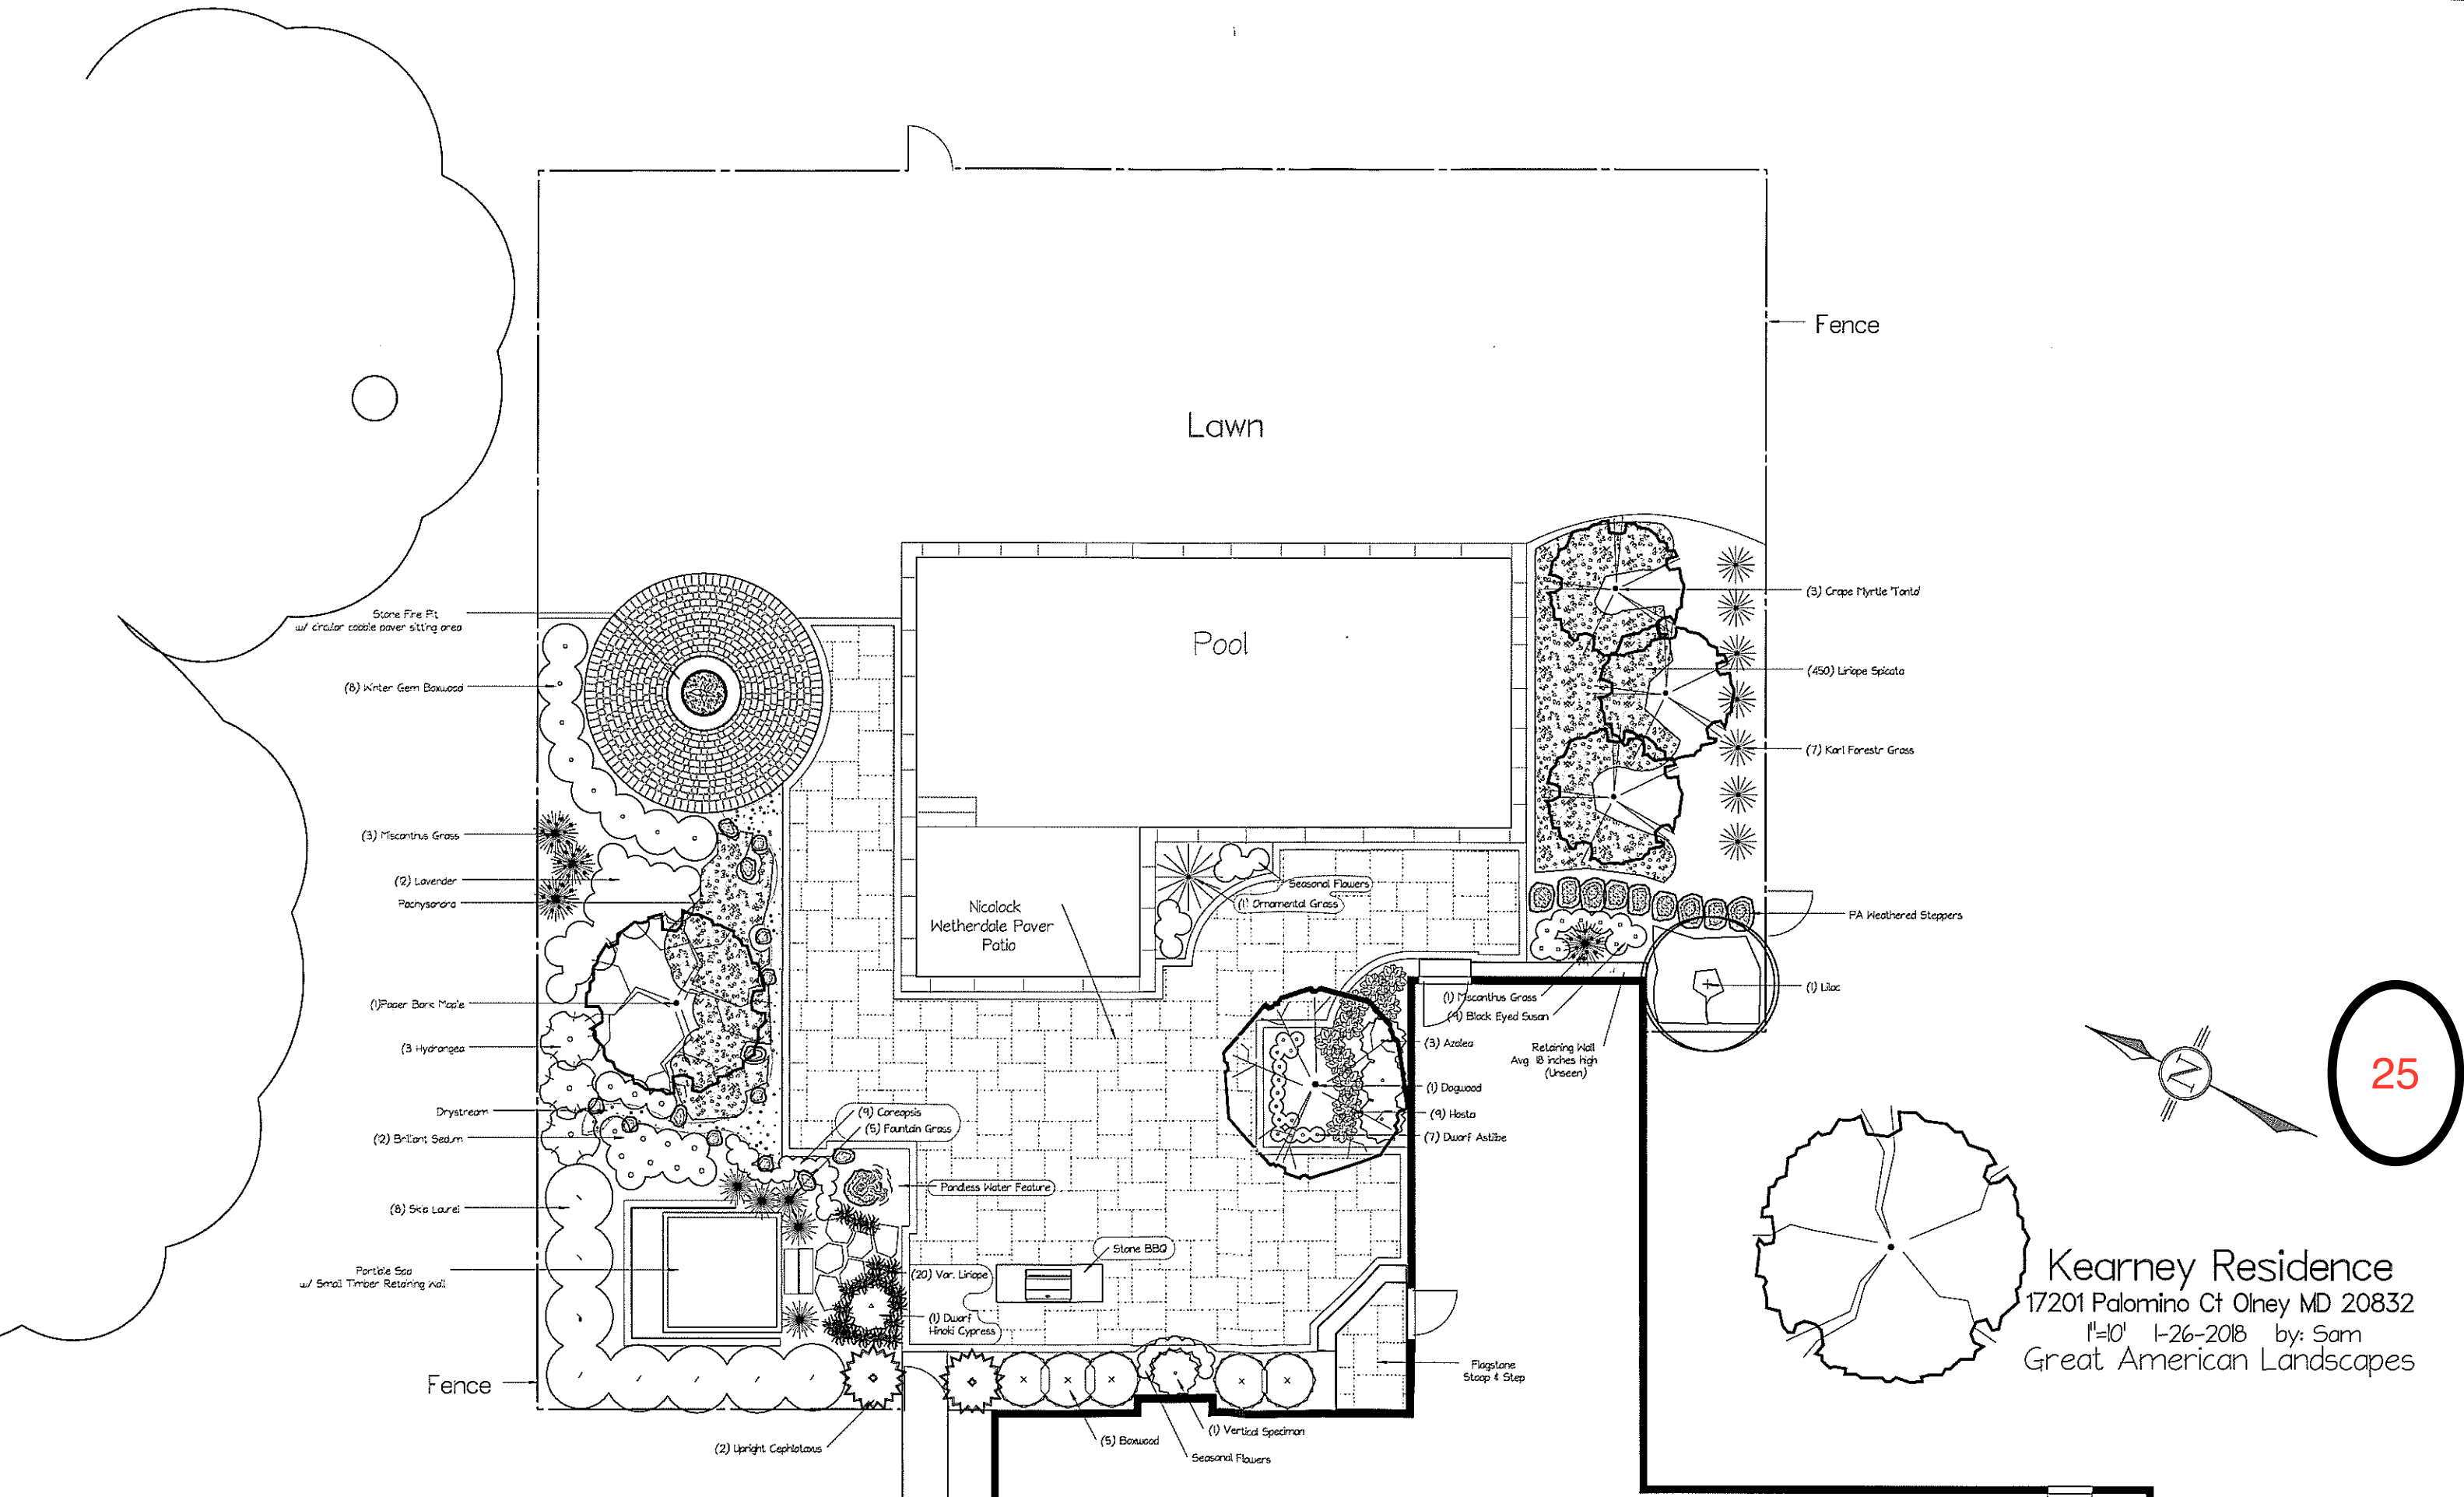 Fence
Lawn
Stone Fire Pit
w/ circular cobble paver sitting area
(3) Crape Myrtle 'Tonto'
Pool
(450) Liriope Spicata
(8) Winter Gem Boxwood
(7) Karl Forestr Grass
(3) Miscanthus Grass
(12) Lavender
Seasonal Flowers
Pachysandra
(1) Ornamental Grass
Nicolock
Wetherdale Paver
Patio
PA Weathered Steppers
(1) Lilac
(1) Miscanthus Grass
(1)Paper Bark Maple
(9) Black Eyed Susan
(3) Azalea
(3 Hydrangea
Retaining Wall
Avg 18 inches high
(Unseen)
N
25
(1) Dogwood
Drystream
(9) Coreopsis
(9) Hosta
(5) Fountain Grass
(12) Brilliant Sedum
(7) Dwarf Astilbe
Pondless Water Feature
(8) Skip Laurel
Stone BBQ
Portable Spa
w/ Small Timber Retaining Wall
(20) Var. Liriope
(1) Dwarf
Hinoki Cypress
Kearney Residence
17201 Palomino Ct Olney MD 20832
1"=10' 1-26-2018 by: Sam
Great American Landscapes
Flagstone
Stoop & Step
Fence
(2) Upright Cephlotaxus
(5) Boxwood
(1) Vertical Speciman
Seasonal Flowers